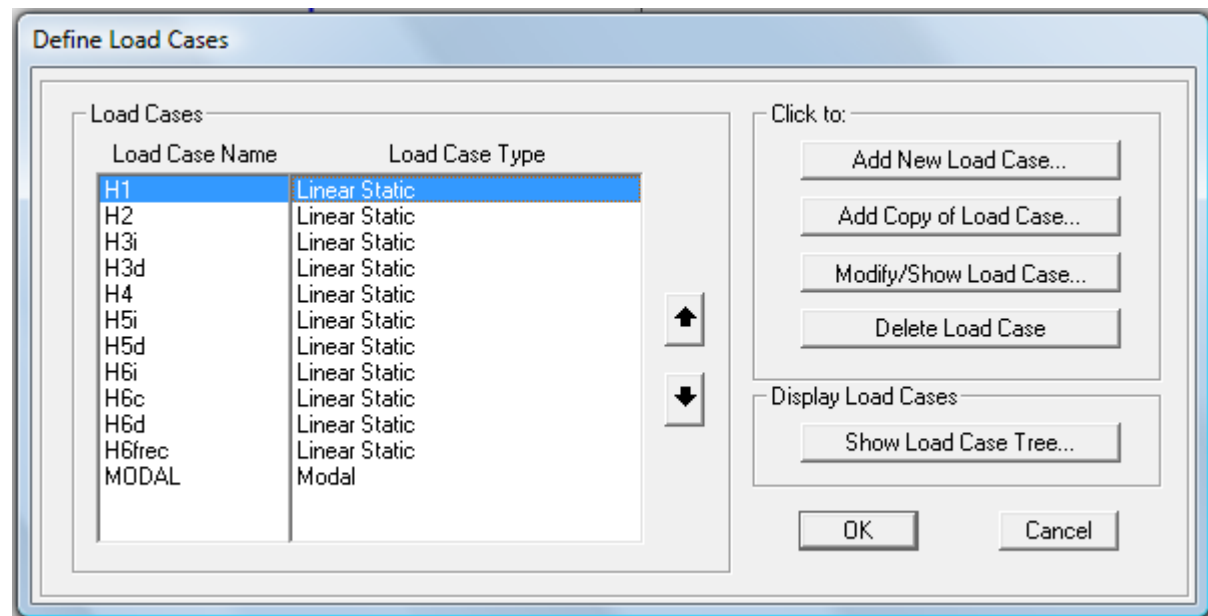 Define Load Cases
Load Cases
Load Case Name Load Case Type
H1 Linear Static
H2 Linear Static
H3i Linear Static
H3d Linear Static
H4 Linear Static
H5i Linear Static
H5d Linear Static
H6i Linear Static
H6c Linear Static
H6d Linear Static
H6frec Linear Static
MODAL Modal
Click to:
Add New Load Case...
Add Copy of Load Case...
Modify/Show Load Case...
Delete Load Case
Display Load Cases
Show Load Case Tree...
OK Cancel